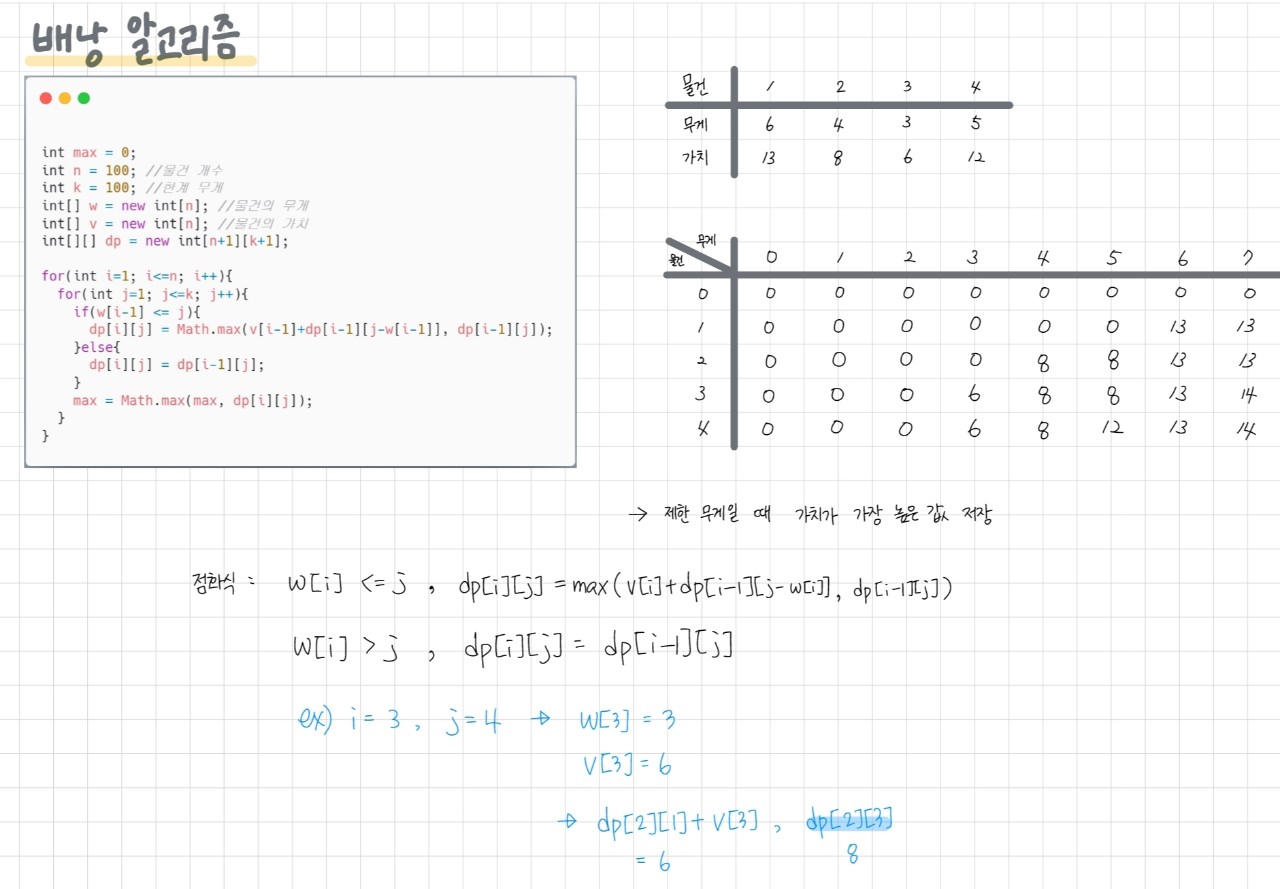 배낭 알고리즘
int max = 0;
int n = 100; //물건 개수
int k = 100; //한계 무게
int[] w = new int[n]; //물건의 무게
int[] v = new int[n]; //물건의 가치
int[][] dp = new int[n+1][k+1];
for(int i=1; i<=n; i++){
for(int j=1; j<=k; j++){
if(w[i-1] <= j){
dp[i][j] = Math.max(v[i-1]+dp[i-1][j-w[i-1]], dp[i-1][j]);
}else{
dp[i][j] = dp[i-1][j];
}
max = Math.max(max, dp[i][j]);
}
}
물건 1 2 3 4
무게 6 4 3 5
가치 13 8 6 12
무게
물건 0 1 2 3 4 5 6 7
0 0 0 0 0 0 0 0 0
1 0 0 0 0 0 0 13 13
2 0 0 0 0 8 8 13 13
3 0 0 0 6 8 8 13 14
4 0 0 0 6 8 12 13 14
→ 제한 무게일 때 가치가 가장 높은 값 저장
점화식 : w[i] <= j , dp[i][j] = max(v[i]+dp[i-1][j-w[i]], dp[i-1][j])
w[i] > j , dp[i][j] = dp[i-1][j]
ex) i = 3 , j = 4 → w[3] = 3
v[3] = 6
→ dp[2][1] + v[3] , dp[2][3]
= 6 8